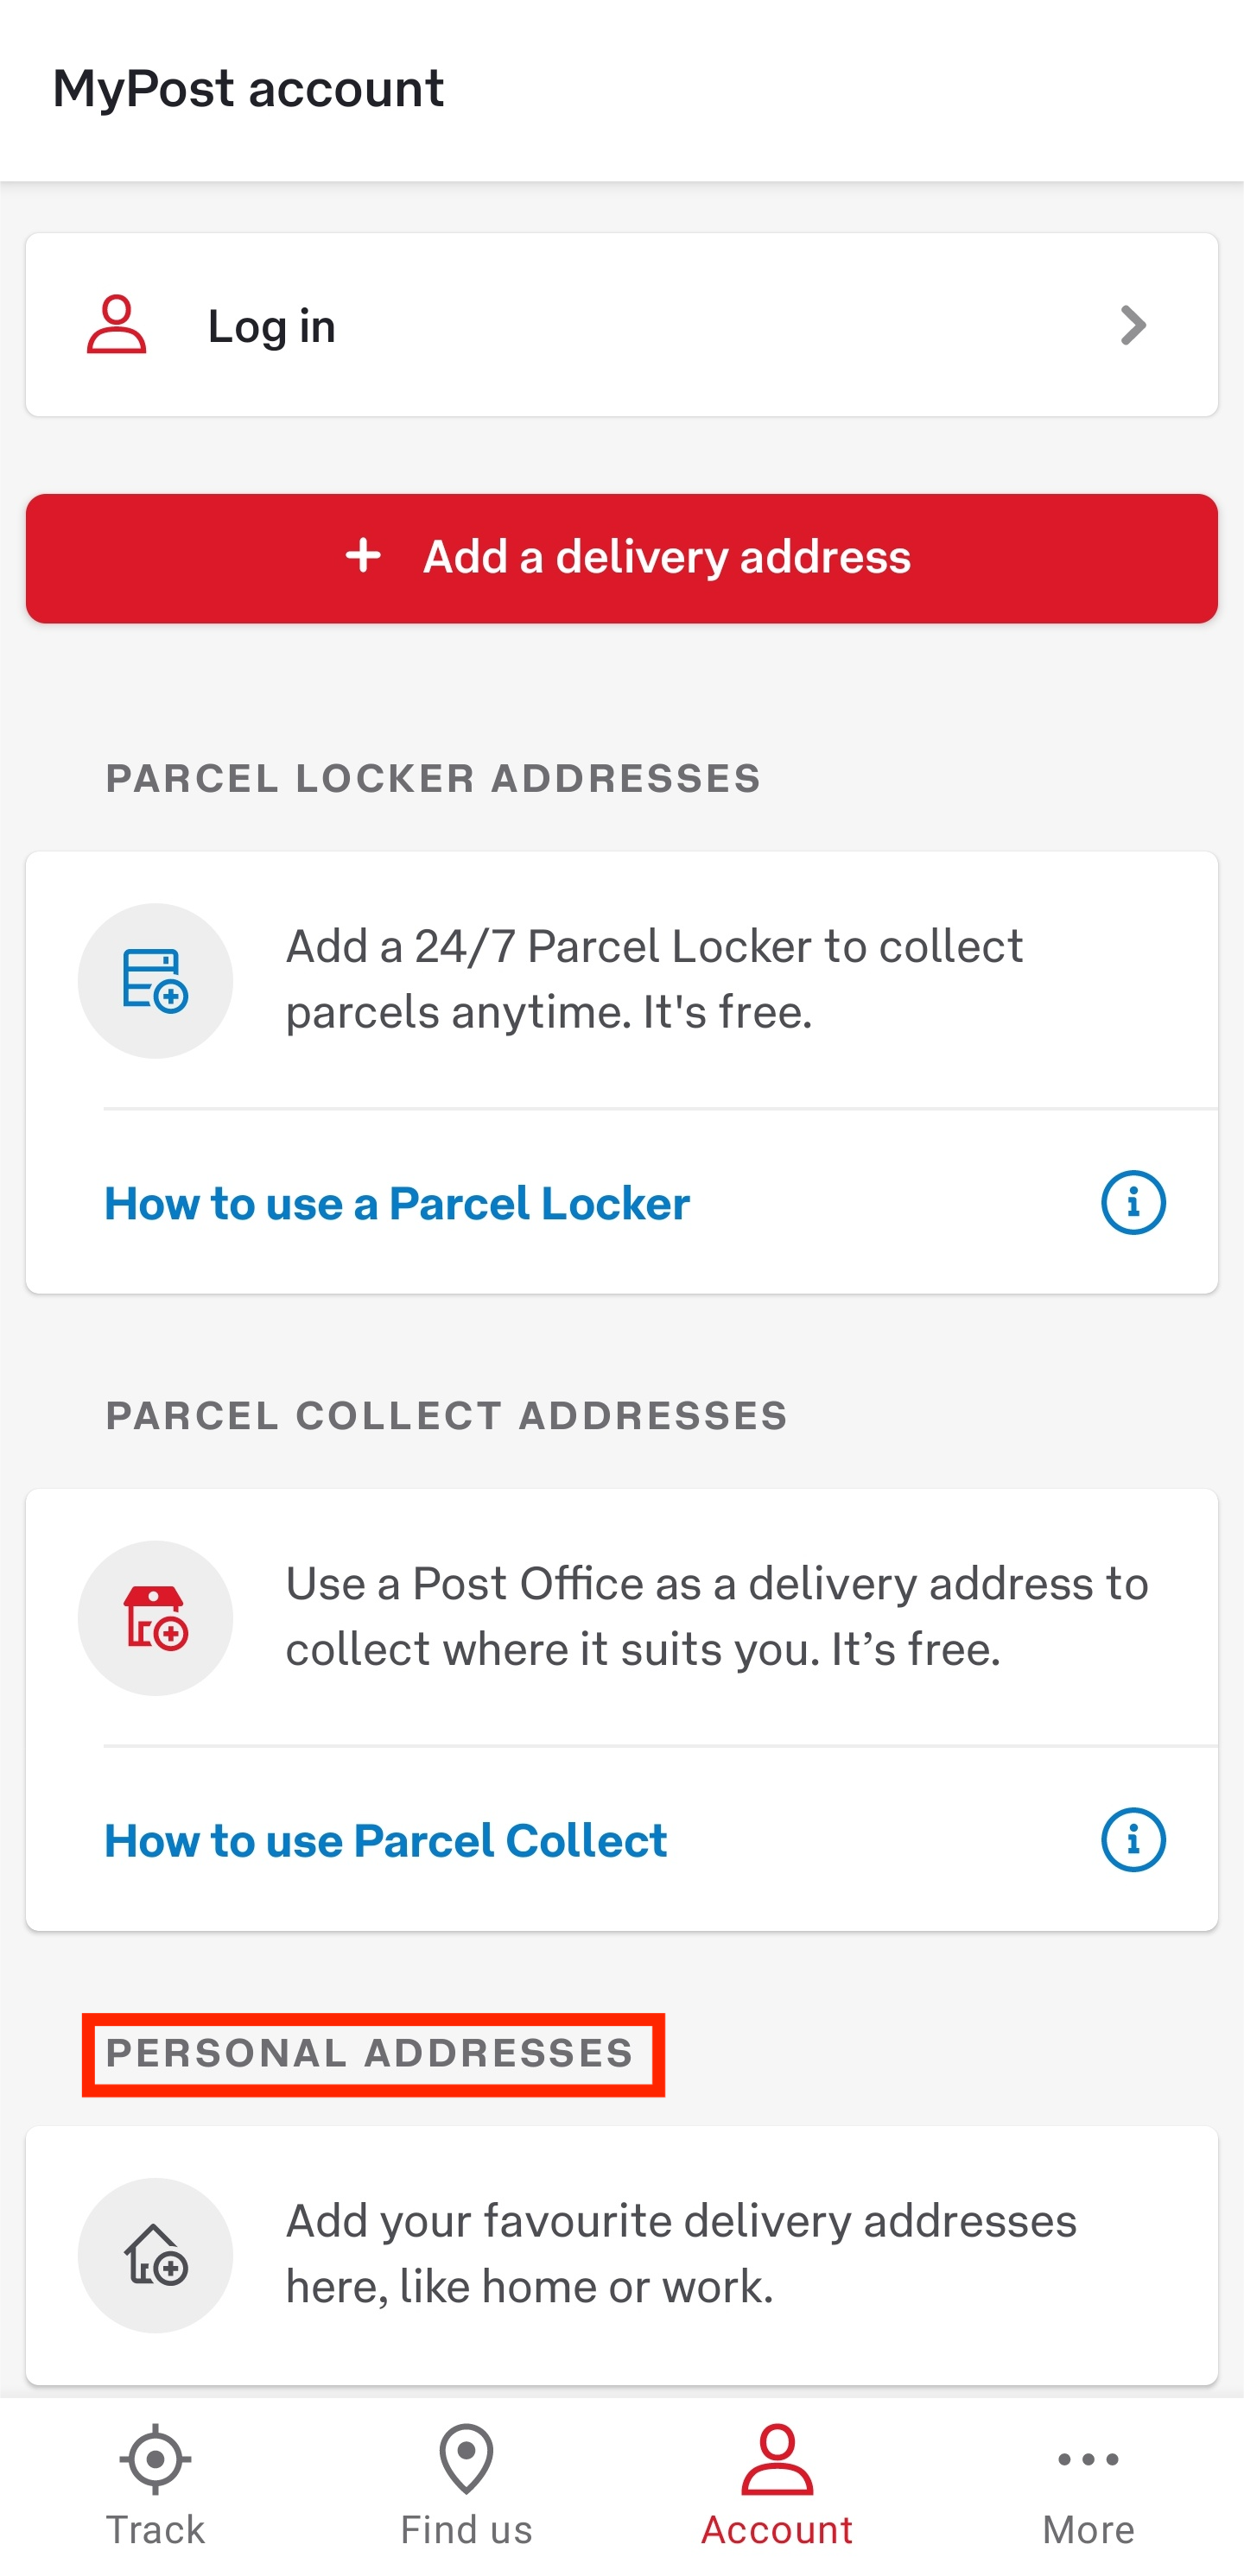 MyPost account
Log in
+ Add a delivery address
PARCEL LOCKER ADDRESSES
Add a 24/7 Parcel Locker to collect
parcels anytime. It's free.
How to use a Parcel Locker
PARCEL COLLECT ADDRESSES
Use a Post Office as a delivery address to
collect where it suits you. It’s free.
How to use Parcel Collect
PERSONAL ADDRESSES
Add your favourite delivery addresses
here, like home or work.
Track
Find us
Account
More